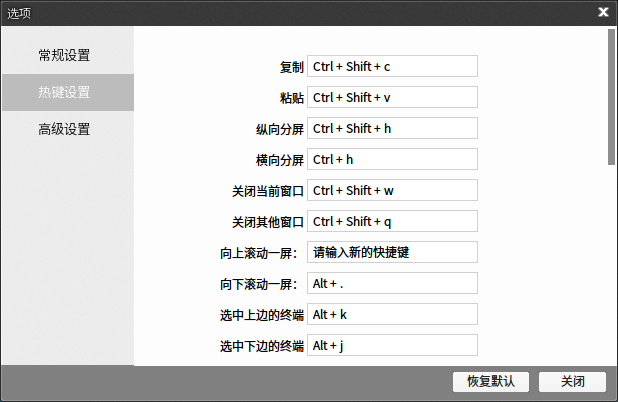 选项
常规设置
热键设置
高级设置
复制 Ctrl + Shift + c
粘贴 Ctrl + Shift + v
纵向分屏 Ctrl + Shift + h
横向分屏 Ctrl + h
关闭当前窗口 Ctrl + Shift + w
关闭其他窗口 Ctrl + Shift + q
向上滚动一屏: 请输入新的快捷键
向下滚动一屏: Alt + .
选中上边的终端 Alt + k
选中下边的终端 Alt + j
恢复默认 关闭